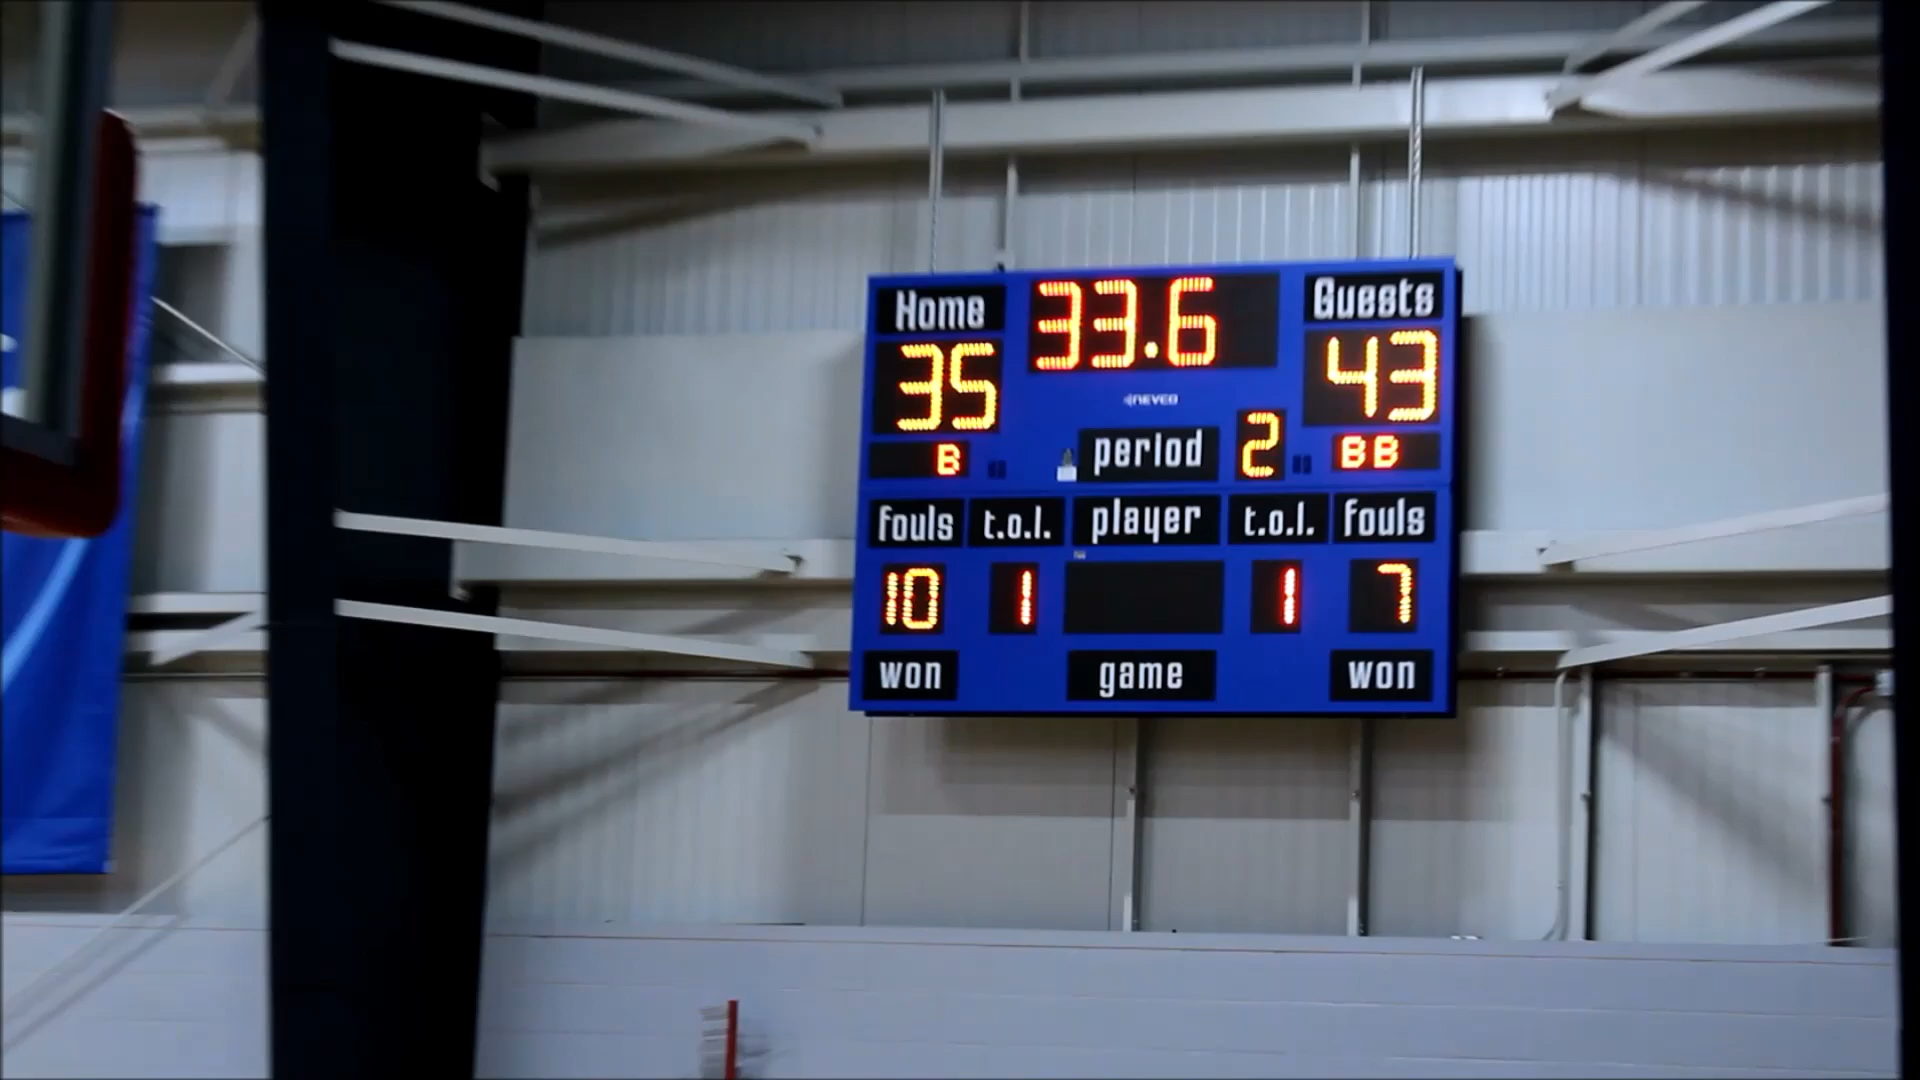 Home 33.6 Guests
35 43
NEVCO
B period 2 BB
fouls t.o.l. player t.o.l. fouls
10 1 1 7
won game won